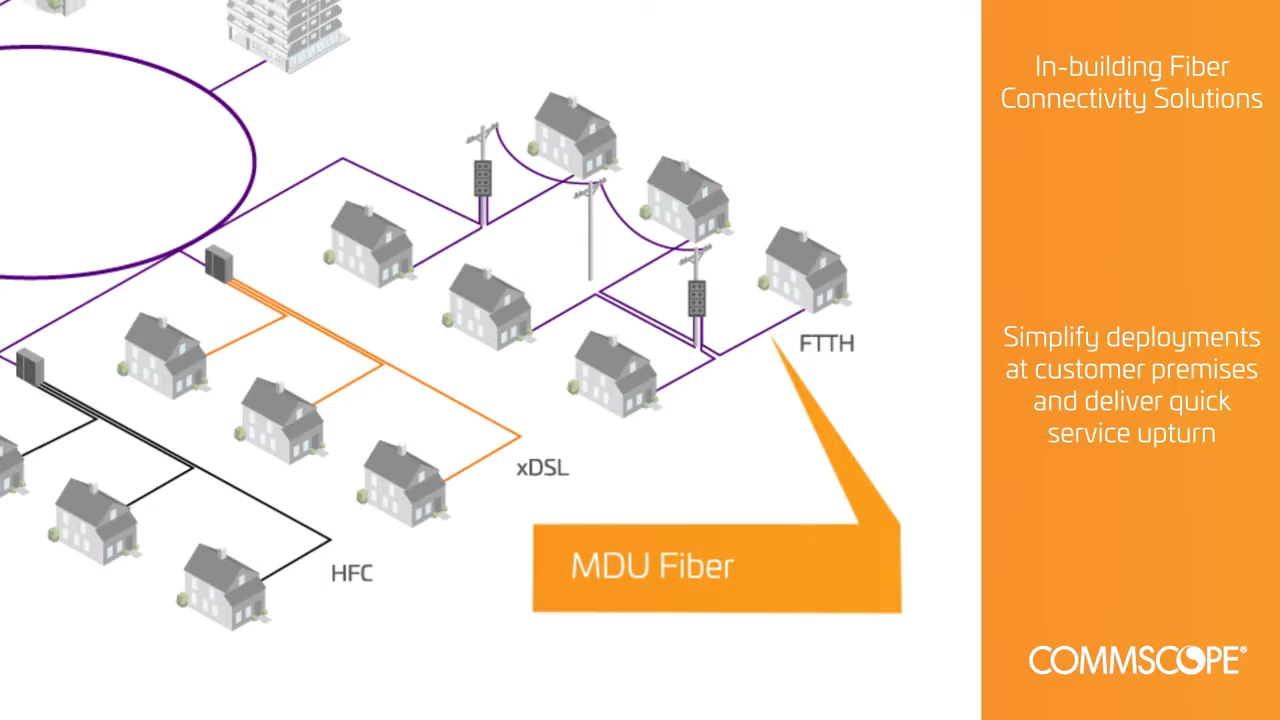 In-building Fiber
Connectivity Solutions
FTTH
Simplify deployments
at customer premises
and deliver quick
service upturn
xDSL
MDU Fiber
HFC
COMMSCOPE®